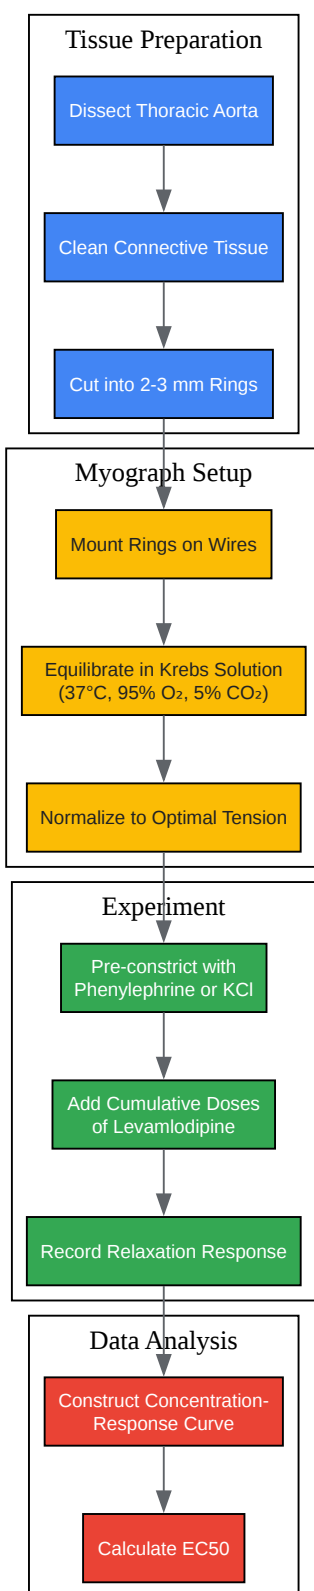 Tissue Preparation
Dissect Thoracic Aorta
Clean Connective Tissue
Cut into 2-3 mm Rings
Myograph Setup
Mount Rings on Wires
Equilibrate in Krebs Solution
(37°C, 95% O₂, 5% CO₂)
Normalize to Optimal Tension
Experiment
Pre-constrict with
Phenylephrine or KCl
Add Cumulative Doses
of Levamlodipine
Record Relaxation Response
Data Analysis
Construct Concentration-
Response Curve
Calculate EC50